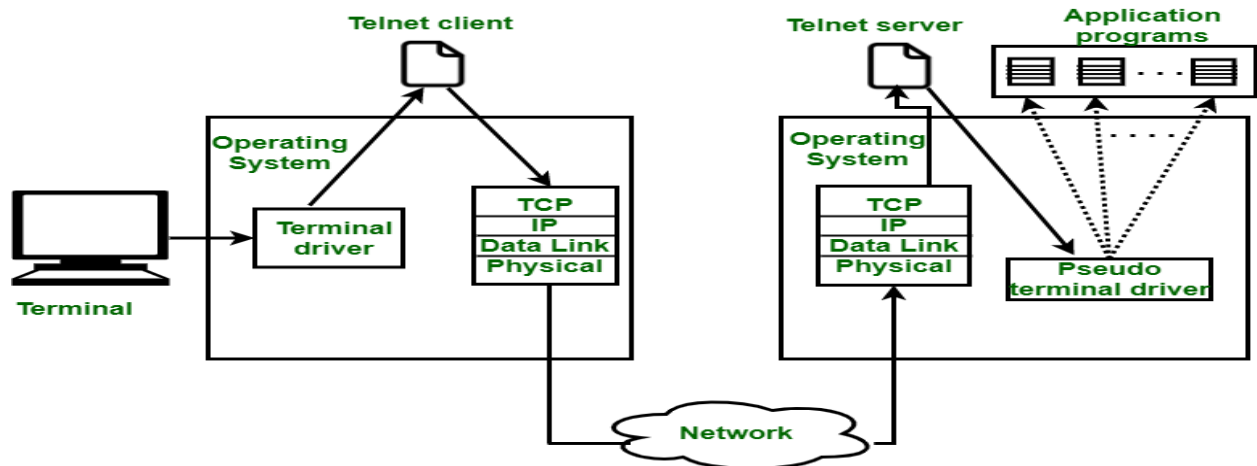 Telnet client
Operating
System
Terminal
driver
TCP
IP
Data Link
Physical
Terminal
Network
Telnet server
Application
programs
Operating
System
TCP
IP
Data Link
Physical
Pseudo
terminal driver